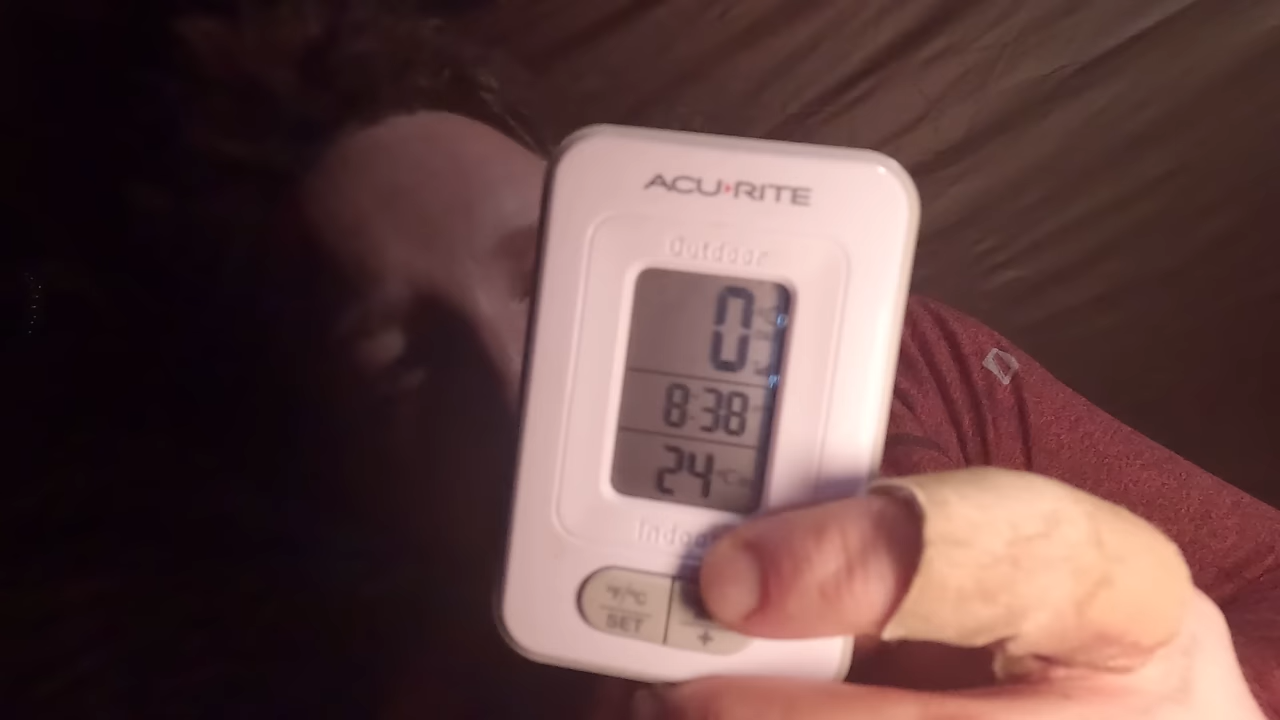 ACU▸RITE
Outdoor
0
8:38
24 °C
Indoor
°F/°C
SET
+